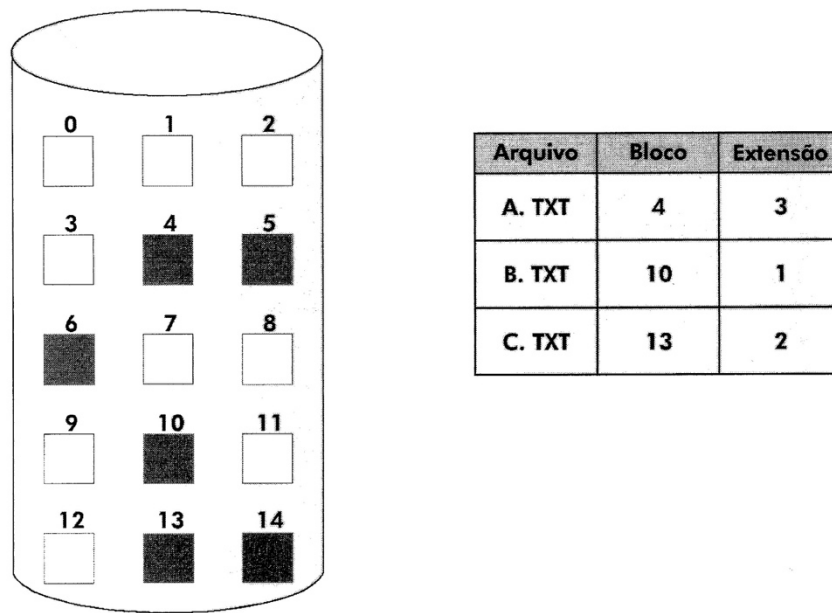 0 1 2
3 4 5
6 7 8
9 10 11
12 13 14
Arquivo Bloco Extensão
A. TXT 4 3
B. TXT 10 1
C. TXT 13 2